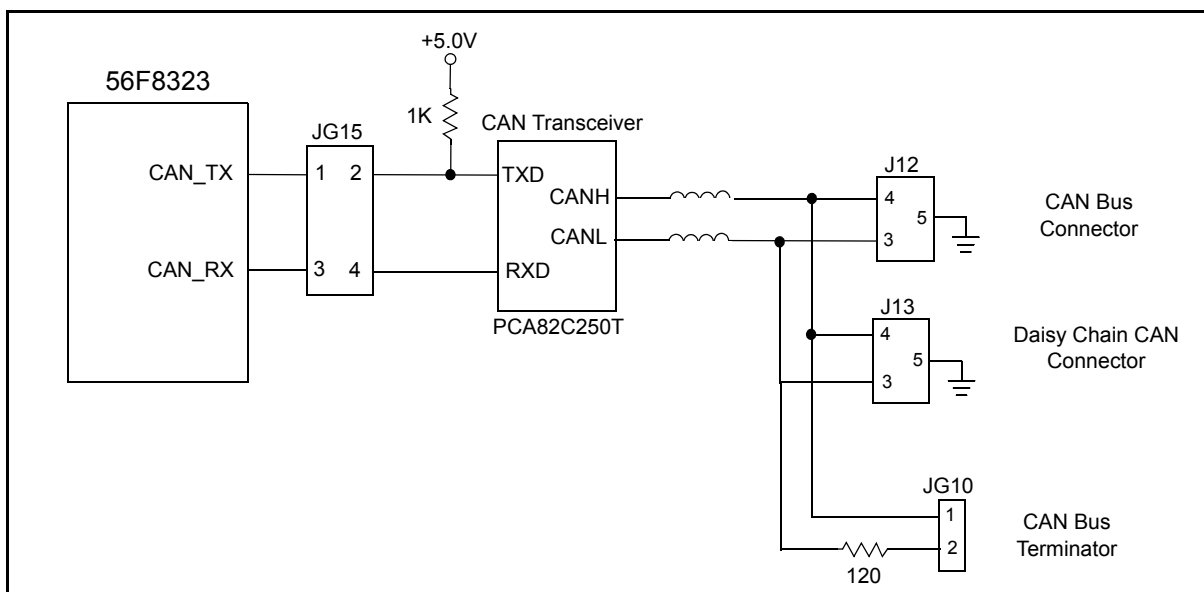 +5.0V
56F8323
1K
CAN Transceiver
JG15
J12
CAN_TX
1 2
TXD
CANH
4
5
CAN Bus
Connector
CANL
3
CAN_RX
3 4
RXD
PCA82C250T
J13
4
5
3
Daisy Chain CAN
Connector
JG10
1
2
CAN Bus
Terminator
120